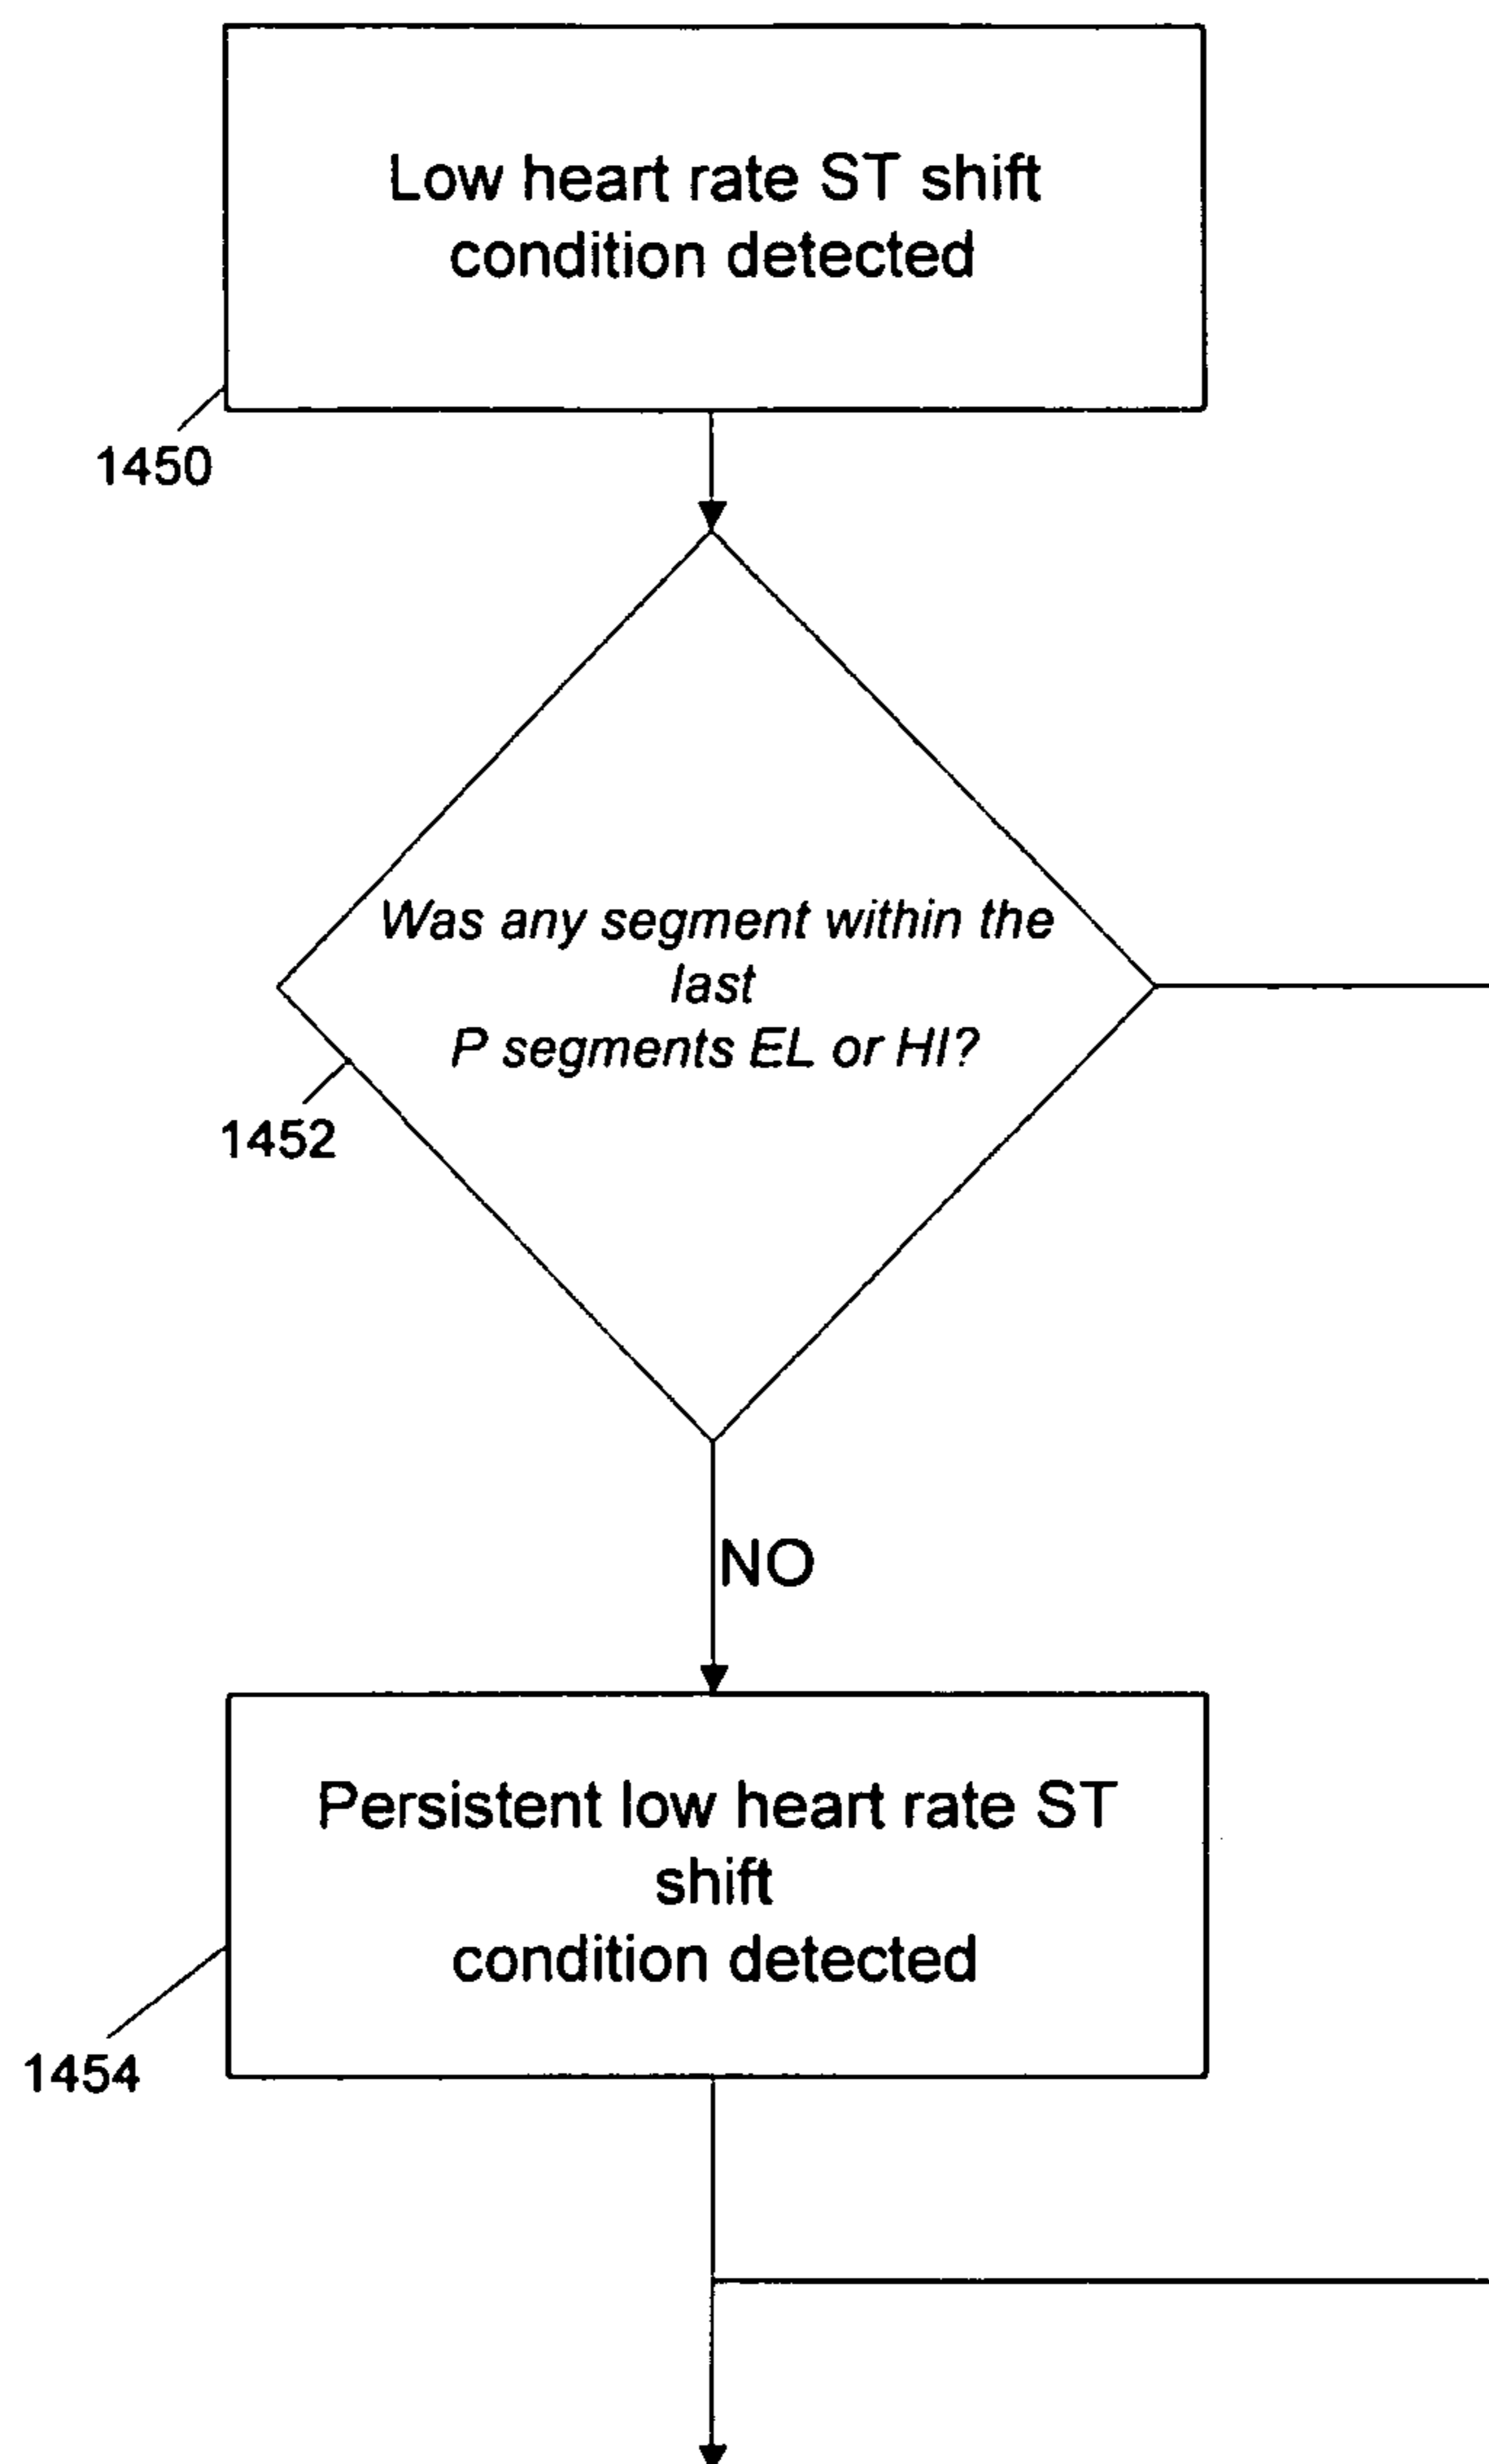 Low heart rate ST shift
condition detected
1450
Was any segment within the
last
P segments EL or HI?
1452
NO
Persistent low heart rate ST
shift
condition detected
1454